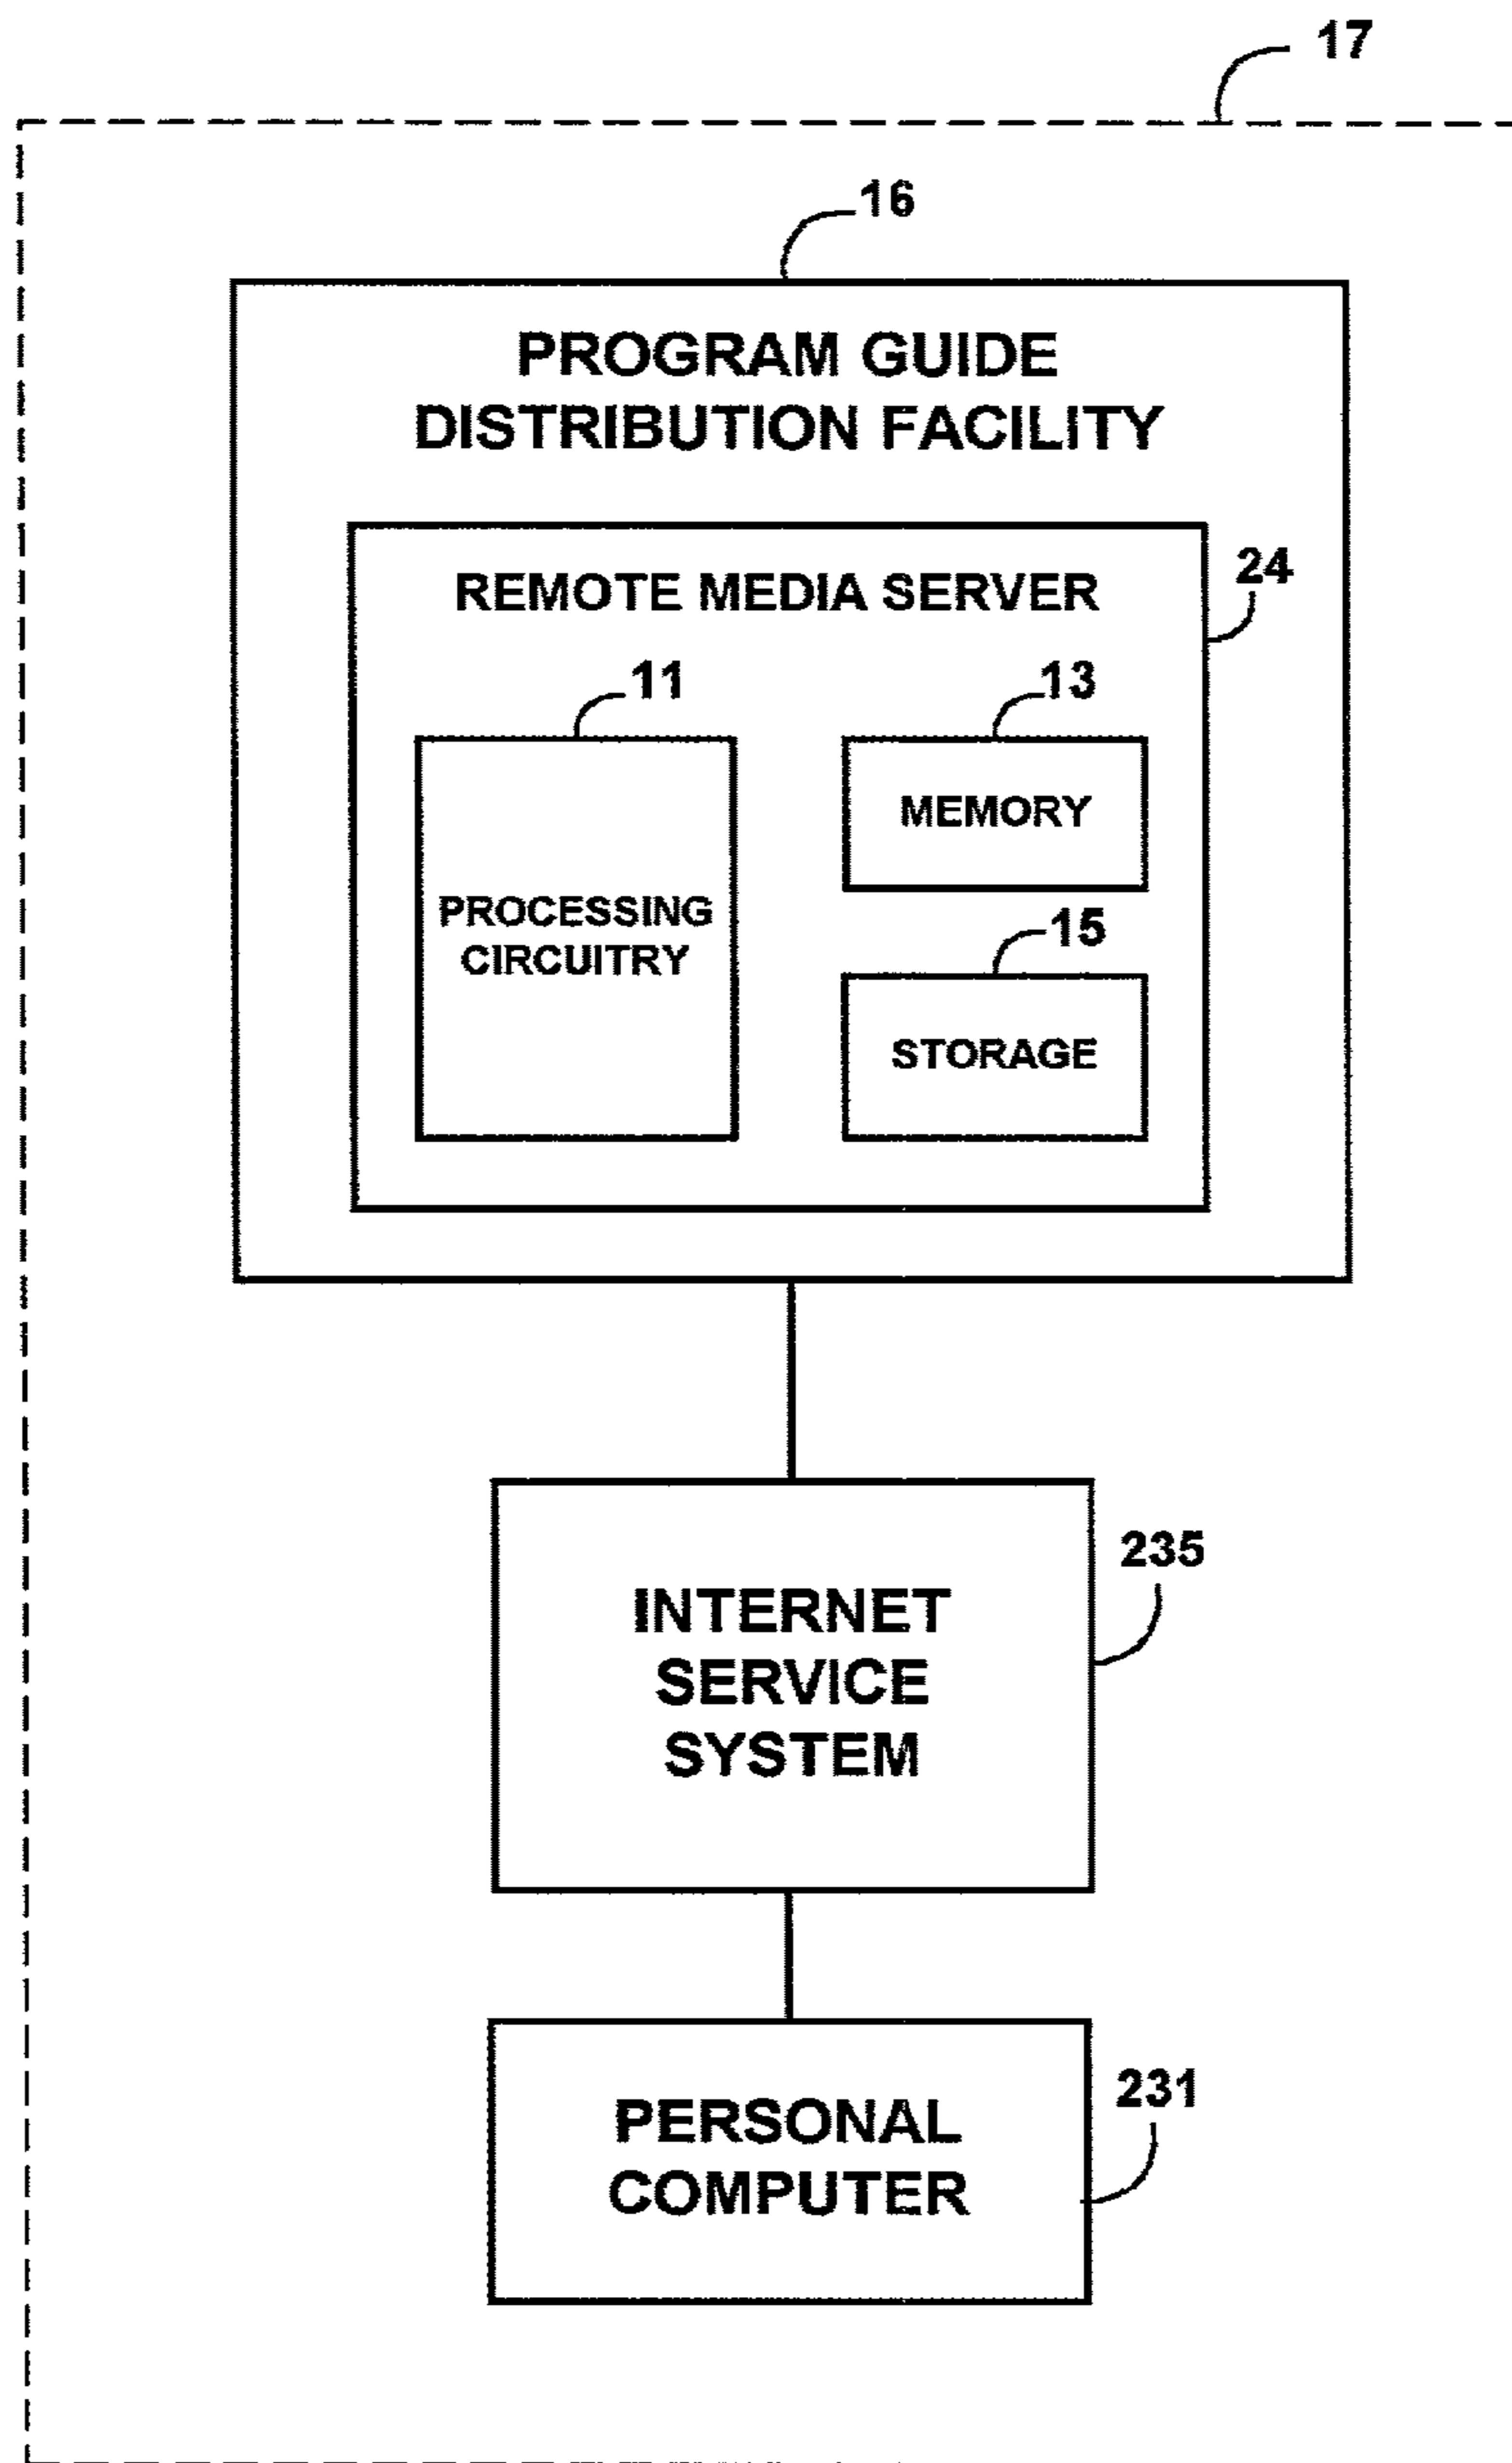 17
16
PROGRAM GUIDE
DISTRIBUTION FACILITY
REMOTE MEDIA SERVER
24
11
13
MEMORY
PROCESSING
CIRCUITRY
15
STORAGE
INTERNET
SERVICE
SYSTEM
235
PERSONAL
COMPUTER
231